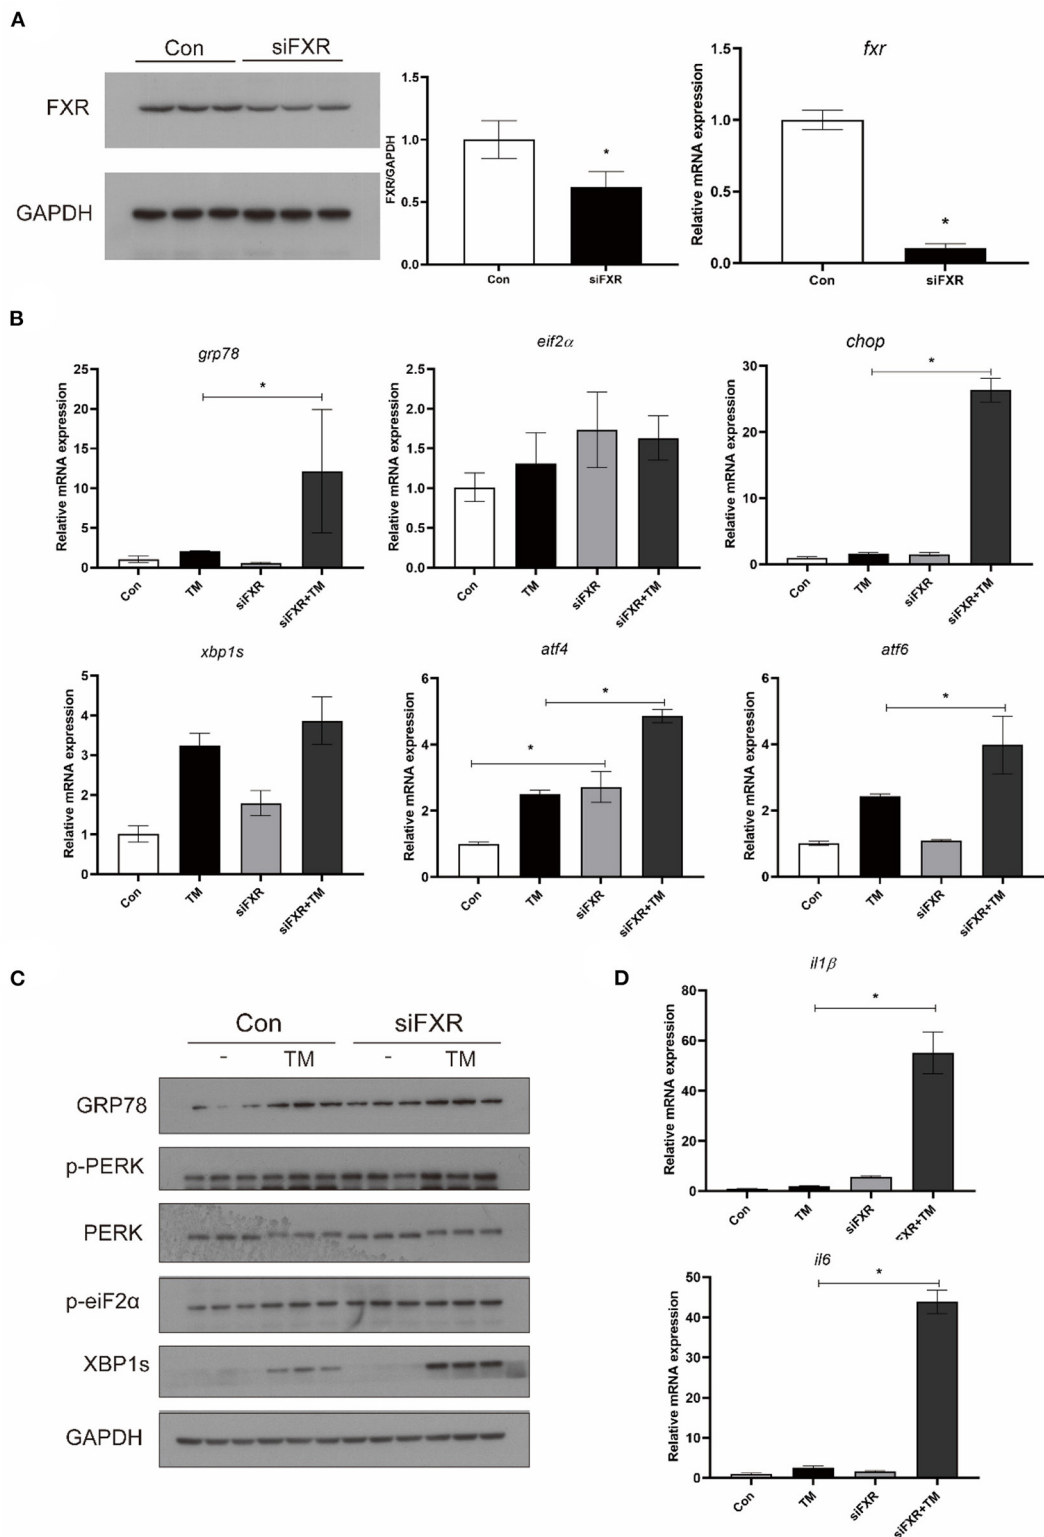 A
Con siFXR
FXR
GAPDH
FXR/GAPDH
1.5
1.0
0.5
0.0
*
Con siFXR
fxr
Relative mRNA expression
1.5
1.0
0.5
0.0
*
Con siFXR
B
grp78
Relative mRNA expression
25
20
15
10
5
0
*
Con TM siFXR siFXR+TM
eif2α
Relative mRNA expression
2.5
2.0
1.5
1.0
0.5
0.0
Con TM siFXR siFXR+TM
chop
Relative mRNA expression
30
20
10
0
*
Con TM siFXR siFXR+TM
xbp1s
Relative mRNA expression
5
4
3
2
1
0
Con TM siFXR siFXR+TM
atf4
Relative mRNA expression
6
4
2
0
*
*
Con TM siFXR siFXR+TM
atf6
Relative mRNA expression
6
4
2
0
*
Con TM siFXR siFXR+TM
C
Con siFXR
- TM - TM
GRP78
p-PERK
PERK
p-eiF2α
XBP1s
GAPDH
D
il1β
Relative mRNA expression
80
60
40
20
0
*
Con TM siFXR FXR+TM
il6
Relative mRNA expression
50
40
30
20
10
0
*
Con TM siFXR siFXR+TM